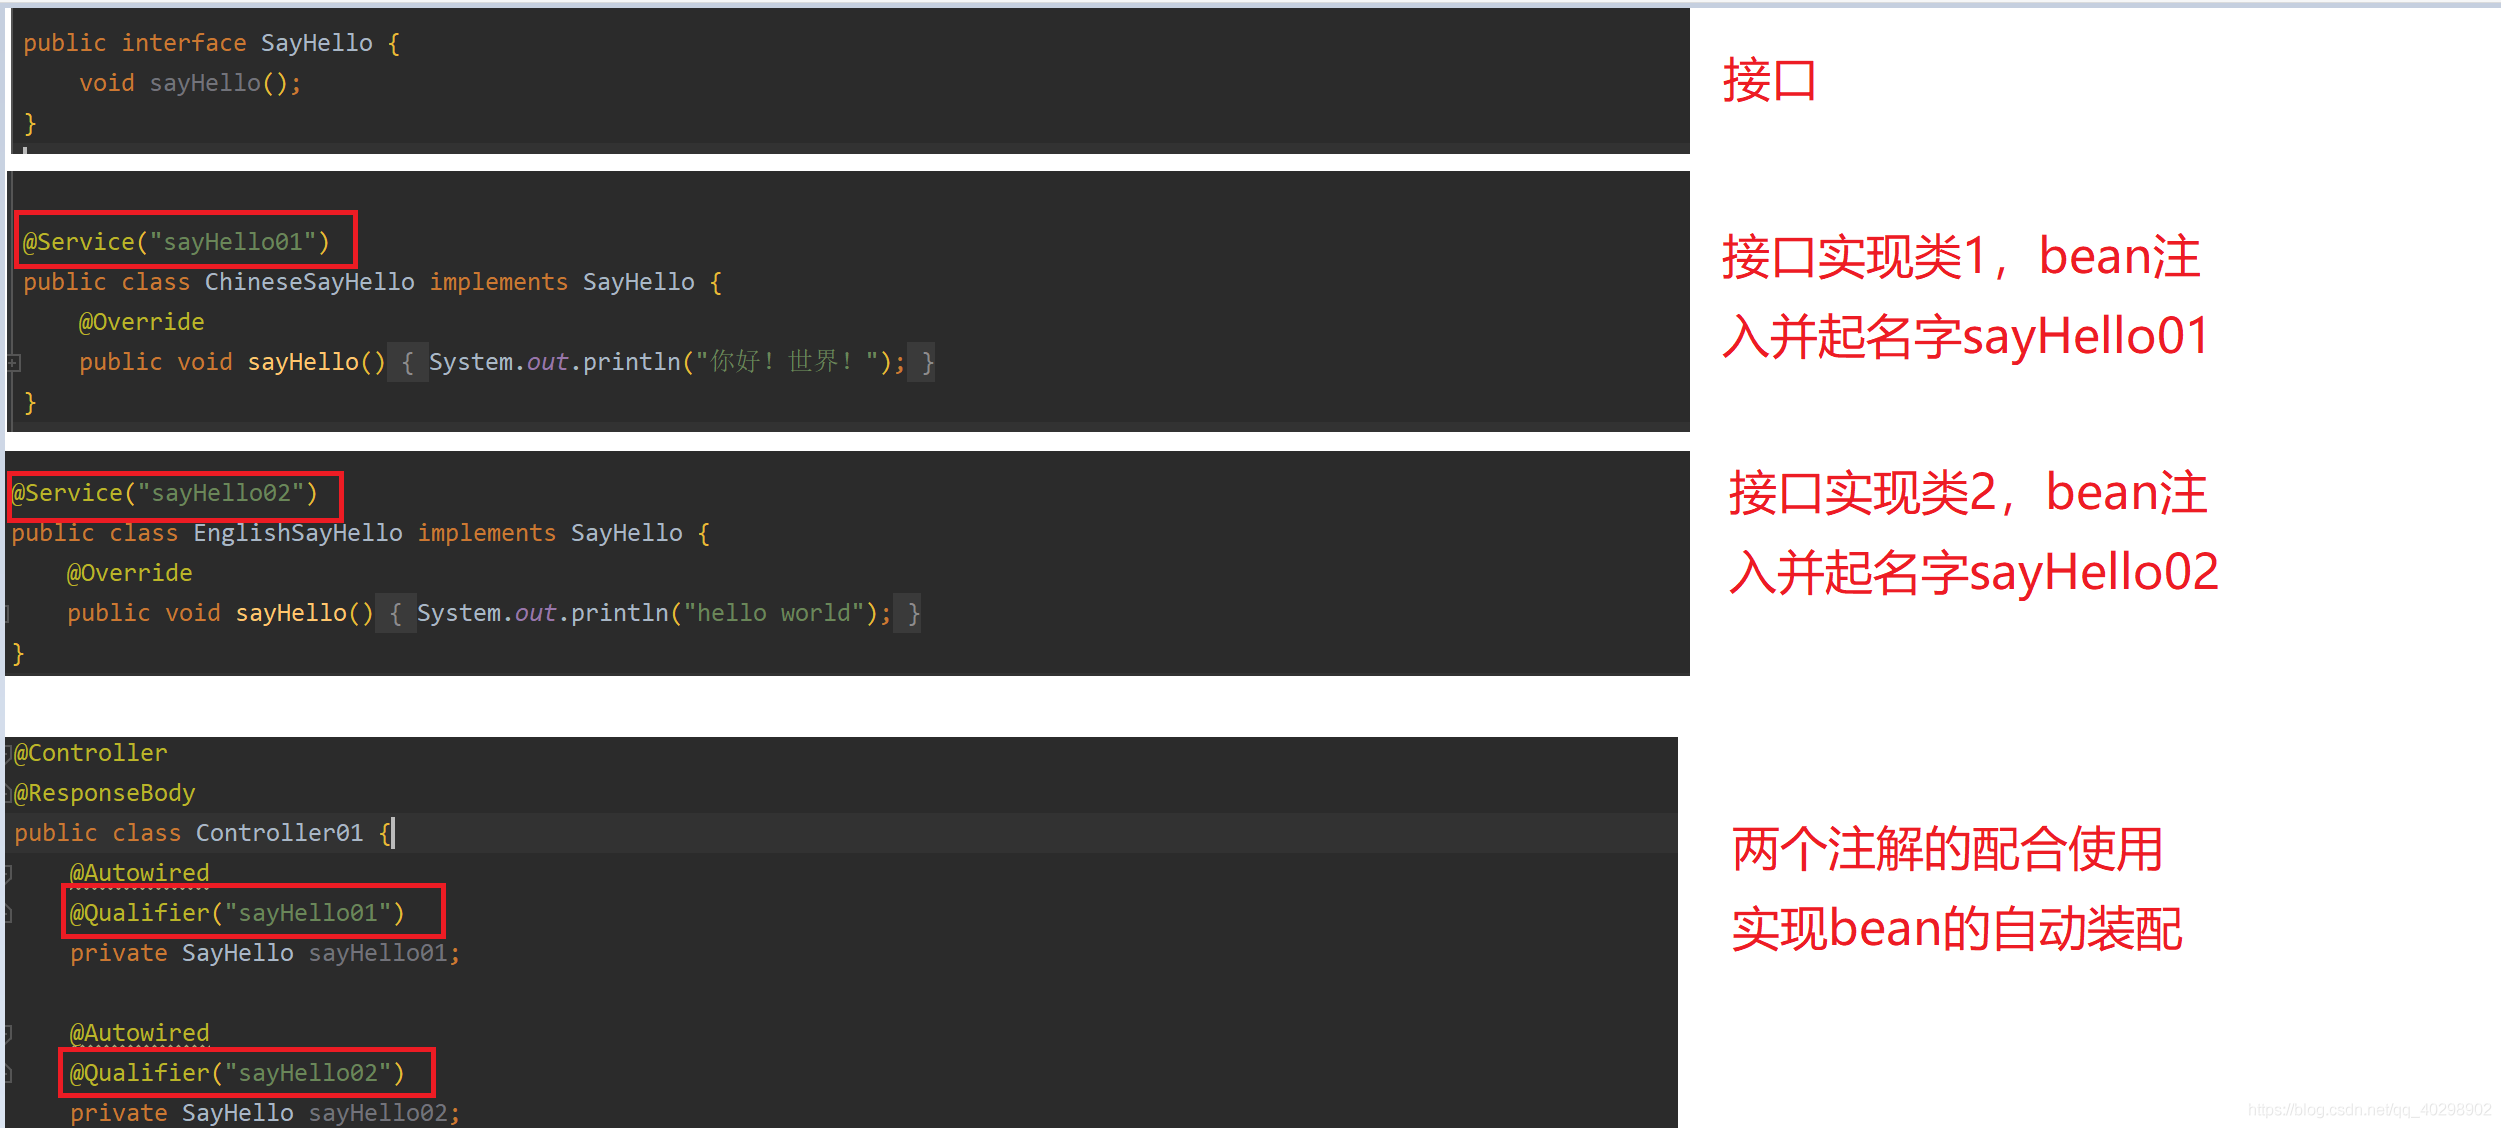 public interface SayHello {
void sayHello();
}
接口
@Service("sayHello01")
public class ChineseSayHello implements SayHello {
@Override
public void sayHello() { System.out.println("你好！世界！"); }
}
接口实现类1，bean注
入并起名字sayHello01
@Service("sayHello02")
public class EnglishSayHello implements SayHello {
@Override
public void sayHello() { System.out.println("hello world"); }
}
接口实现类2，bean注
入并起名字sayHello02
@Controller
@ResponseBody
public class Controller01 {
@Autowired
@Qualifier("sayHello01")
private SayHello sayHello01;
@Autowired
@Qualifier("sayHello02")
private SayHello sayHello02;
两个注解的配合使用
实现bean的自动装配
https://blog.csdn.net/qq_40298902